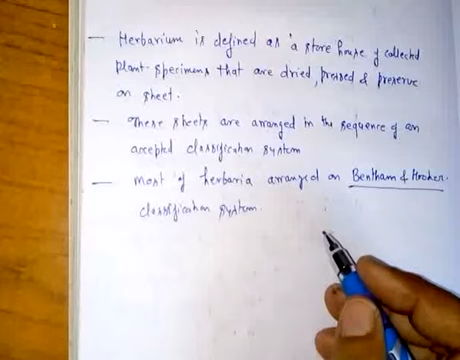 — Herbarium is defined as 'a store house of collected
plant-specimens that are dried, pressed & preserve
on sheet.
— These sheets are arranged in the sequence of an
accepted classification system
— most of herbaria arranged on Bentham & Hooker.
classification system.